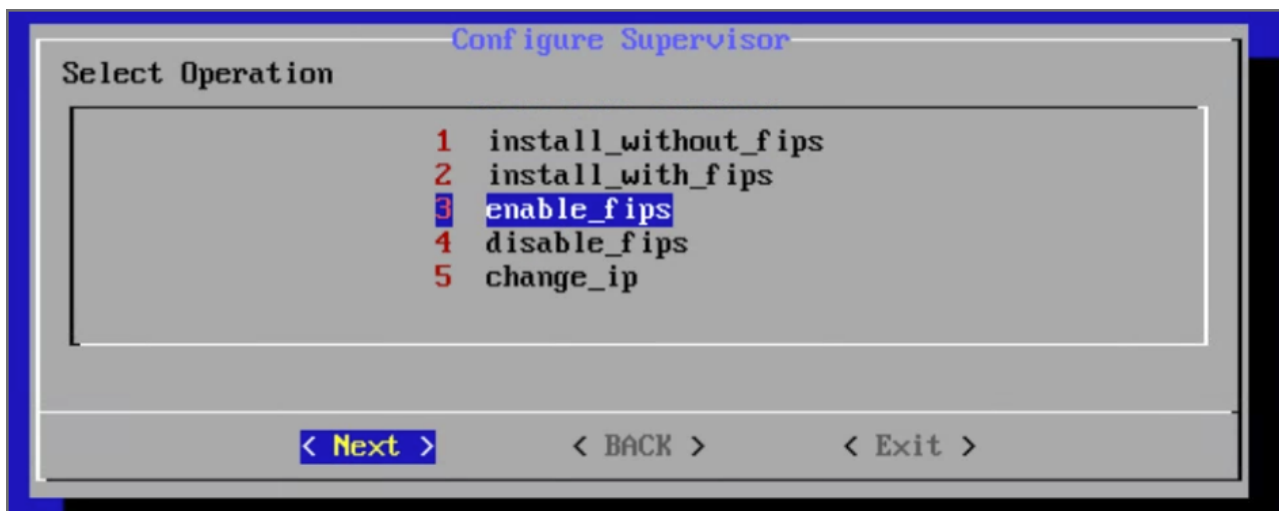 Configure Supervisor
Select Operation
1 install_without_fips
2 install_with_fips
3 enable_fips
4 disable_fips
5 change_ip
< Next > < BACK > < Exit >